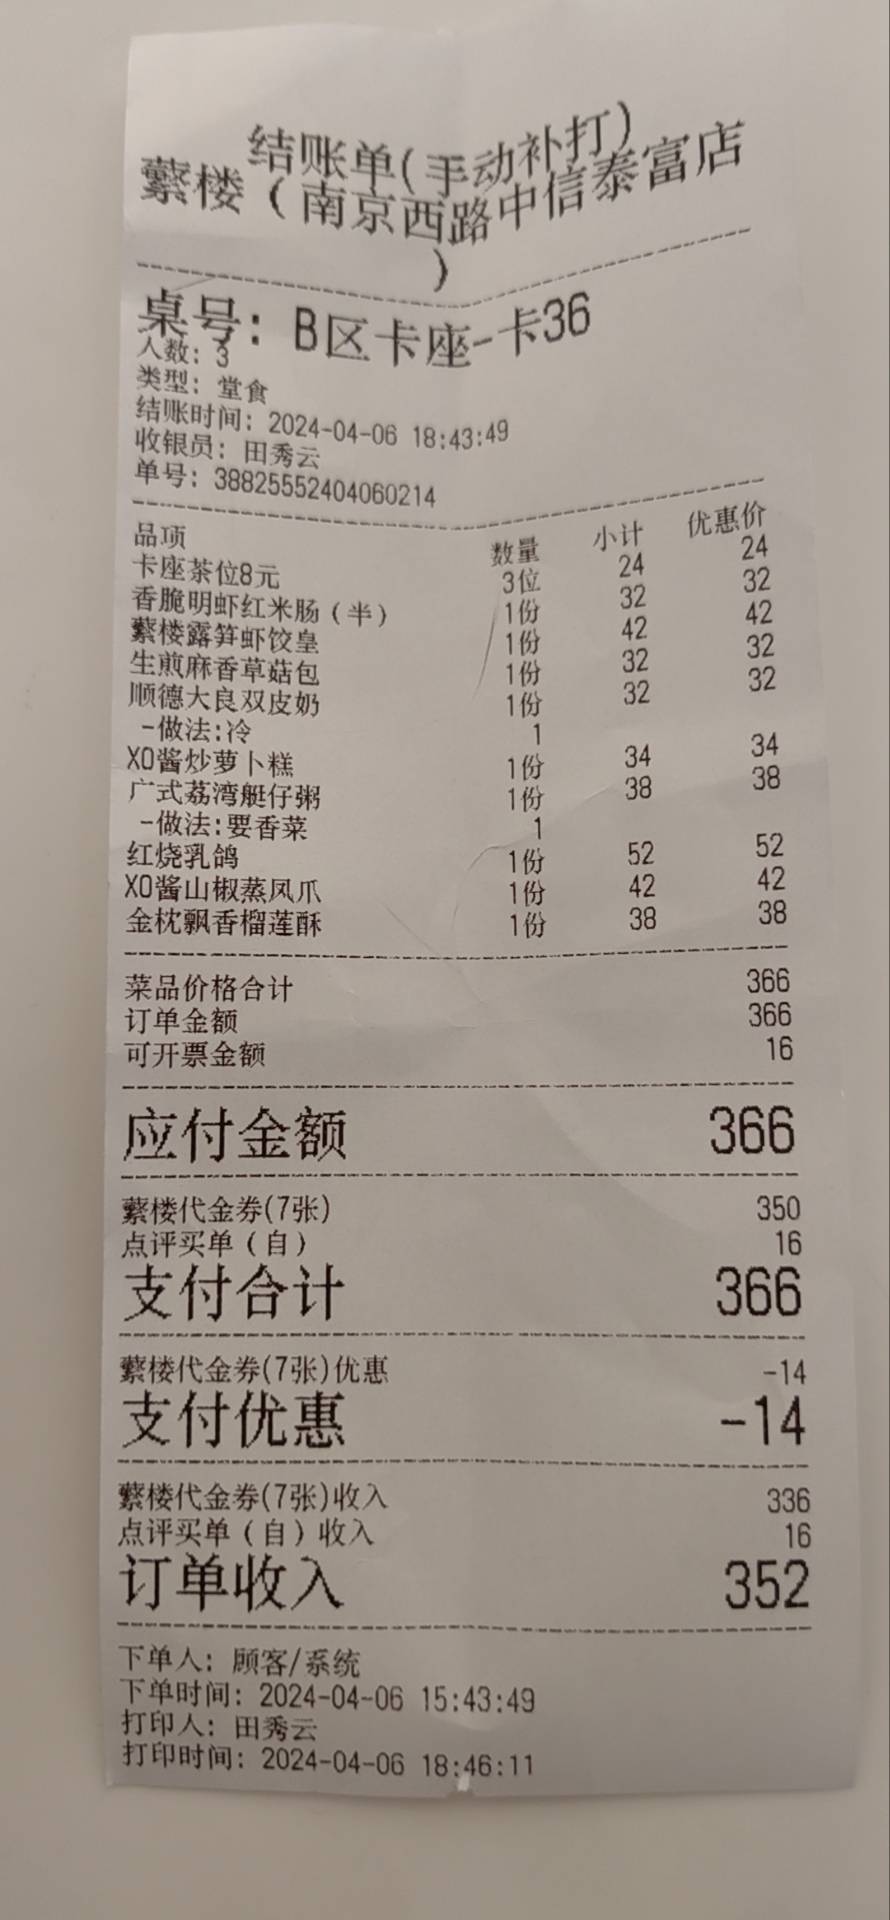 结账单(手动补打)
蘩楼(南京西路中信泰富店
)
桌号: B区卡座-卡36
人数: 3
类型: 堂食
结账时间: 2024-04-06 18:43:49
收银员: 田秀云
单号: 38825552404060214
品项 数量 小计 优惠价
卡座茶位8元 3位 24 24
香脆明虾红米肠(半) 1份 32 32
蘩楼露笋虾饺皇 1份 42 42
生煎麻香草菇包 1份 32 32
顺德大良双皮奶 1份 32 32
-做法:冷 1
XO酱炒萝卜糕 1份 34 34
广式荔湾艇仔粥 1份 38 38
-做法:要香菜 1
红烧乳鸽 1份 52 52
XO酱山椒蒸凤爪 1份 42 42
金枕飘香榴莲酥 1份 38 38
菜品价格合计 366
订单金额 366
可开票金额 16
应付金额 366
蘩楼代金券(7张) 350
点评买单(自) 16
支付合计 366
蘩楼代金券(7张)优惠 -14
支付优惠 -14
蘩楼代金券(7张)收入 336
点评买单(自)收入 16
订单收入 352
下单人: 顾客/系统
下单时间: 2024-04-06 15:43:49
打印人: 田秀云
打印时间: 2024-04-06 18:46:11